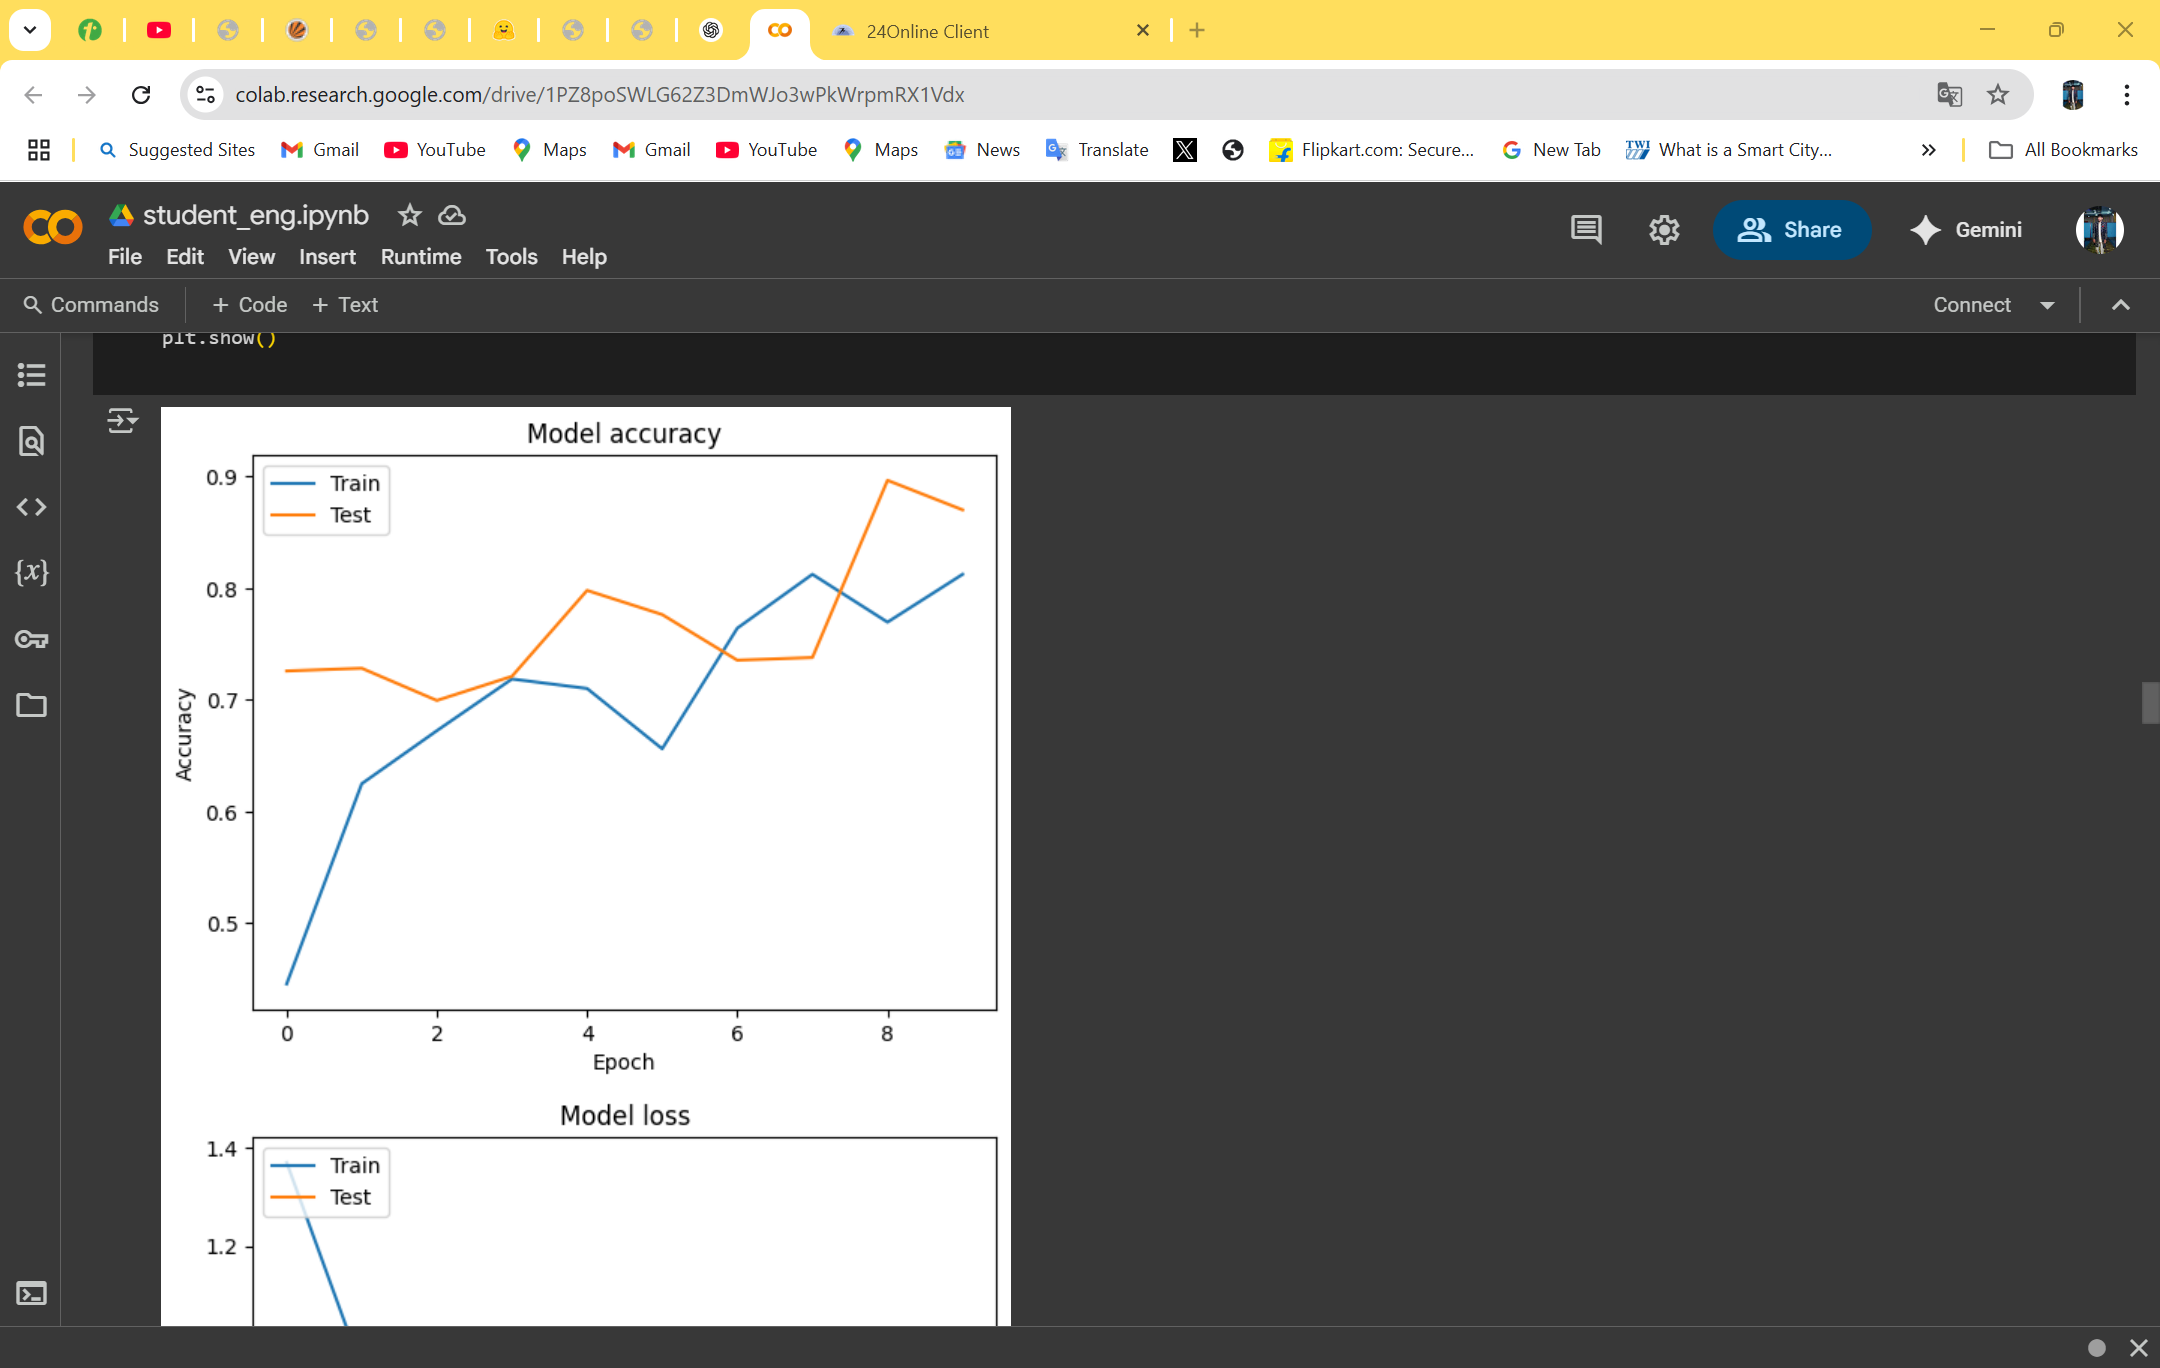 24Online Client
colab.research.google.com/drive/1PZ8poSWLG62Z3DmWJo3wPkWrpmRX1Vdx
Suggested Sites Gmail YouTube Maps Gmail YouTube Maps News Translate Flipkart.com: Secure... New Tab TWI What is a Smart City... All Bookmarks
student_eng.ipynb
Share Gemini
File Edit View Insert Runtime Tools Help
Commands + Code + Text Connect
plt.show()
Model accuracy
Train
Test
0.9
0.8
0.7
0.6
0.5
Accuracy
0 2 4 6 8
Epoch
Model loss
Train
Test
1.4
1.2